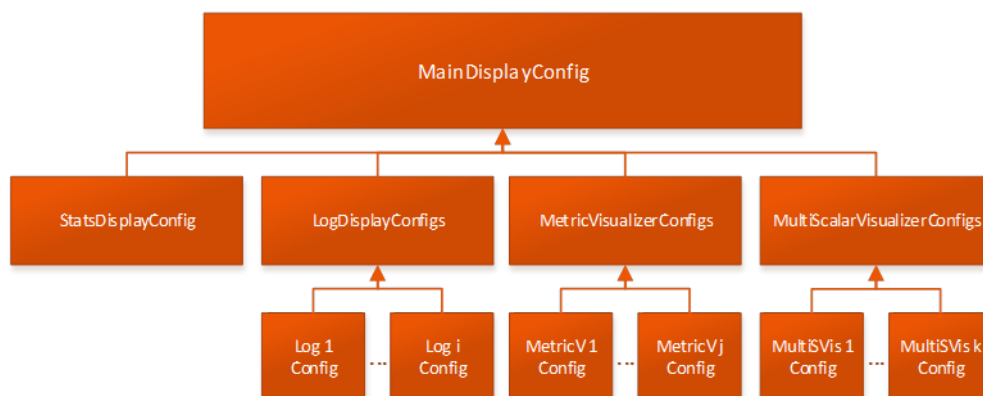 MainDisplayConfig
StatsDisplayConfig
LogDisplayConfigs
MetricVisualizerConfigs
MultiScalarVisualizerConfigs
Log 1
Config
...
Log i
Config
MetricV 1
Config
...
MetricV j
Config
MultiSVis 1
Config
...
MultiSVis k
Config